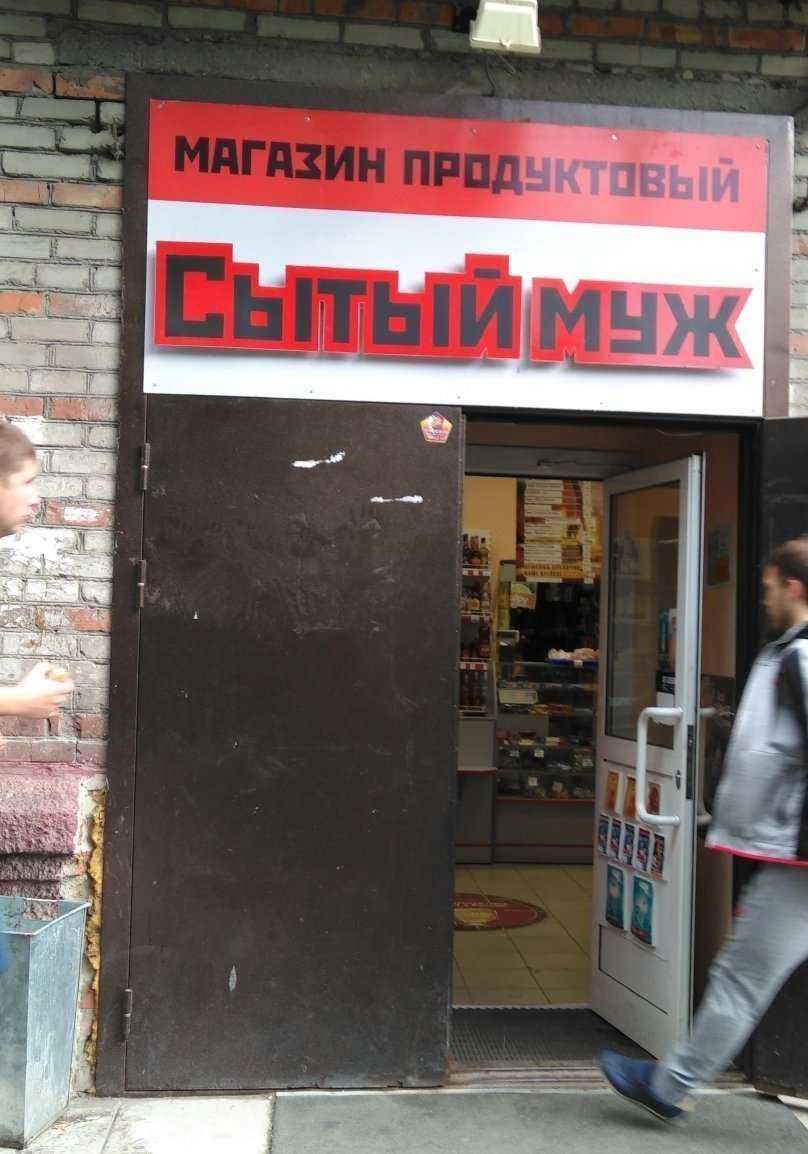 МАГАЗИН ПРОДУКТОВЫЙ
Сытый муж